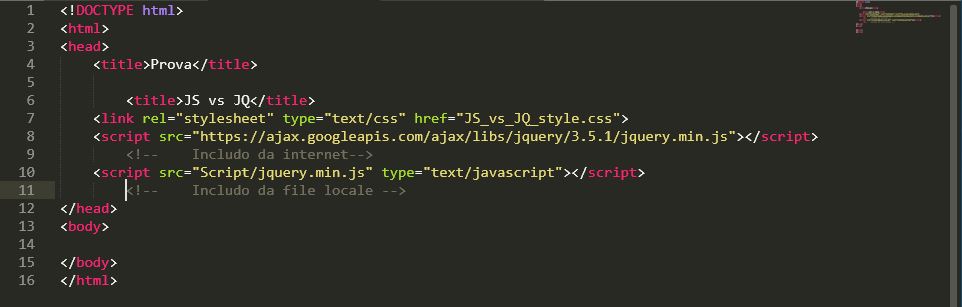 1 <!DOCTYPE html>
2 <html>
3 <head>
4 <title>Prova</title>
5
6 <title>JS vs JQ</title>
7 <link rel="stylesheet" type="text/css" href="JS_vs_JQ_style.css">
8 <script src="https://ajax.googleapis.com/ajax/libs/jquery/3.5.1/jquery.min.js"></script>
9 <!-- Includo da internet-->
10 <script src="Script/jquery.min.js" type="text/javascript"></script>
11 <!-- Includo da file locale -->
12 </head>
13 <body>
14
15 </body>
16 </html>